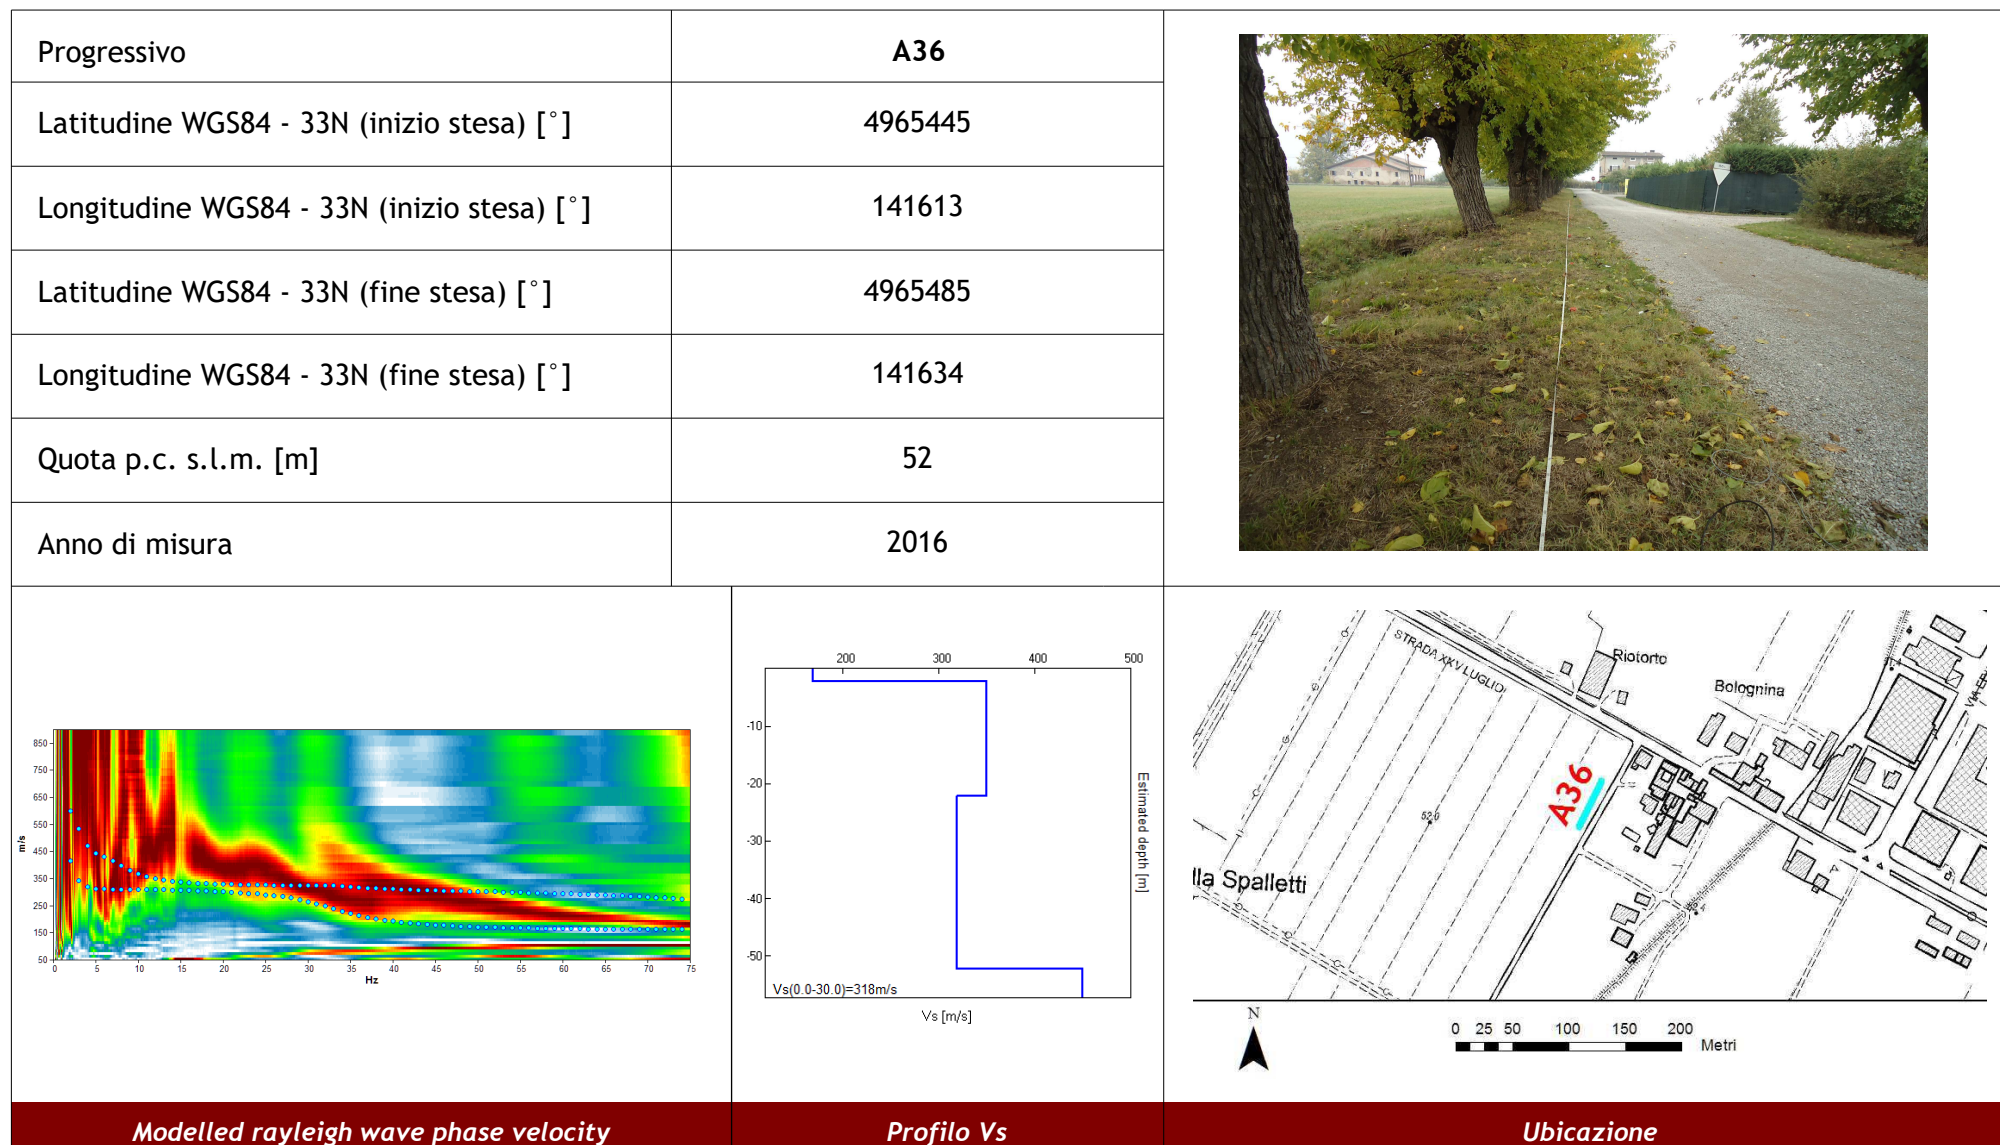 Progressivo
A36
Latitudine WGS84 - 33N (inizio stesa) [°]
4965445
Longitudine WGS84 - 33N (inizio stesa) [°]
141613
Latitudine WGS84 - 33N (fine stesa) [°]
4965485
Longitudine WGS84 - 33N (fine stesa) [°]
141634
Quota p.c. s.l.m. [m]
52
Anno di misura
2016
850
750
650
550
450
350
250
150
50
m/s
0 5 10 15 20 25 30 35 40 45 50 55 60 65 70 75
Hz
200 300 400 500
-10
-20
-30
-40
-50
Estimated depth [m]
Vs(0.0-30.0)=318m/s
Vs [m/s]
STRADA XXV LUGLIO
Riotorto
Bolognina
A36
52.0
lla Spalletti
N
0 25 50 100 150 200
Metri
Modelled rayleigh wave phase velocity
Profilo Vs
Ubicazione